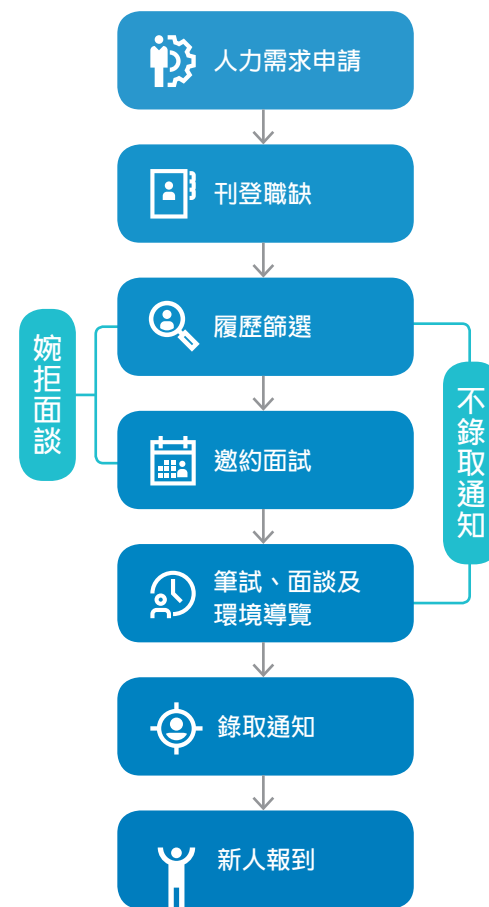 人力需求申請
刊登職缺
履歷篩選
婉拒面談
不錄取通知
邀約面試
筆試、面談及
環境導覽
錄取通知
新人報到